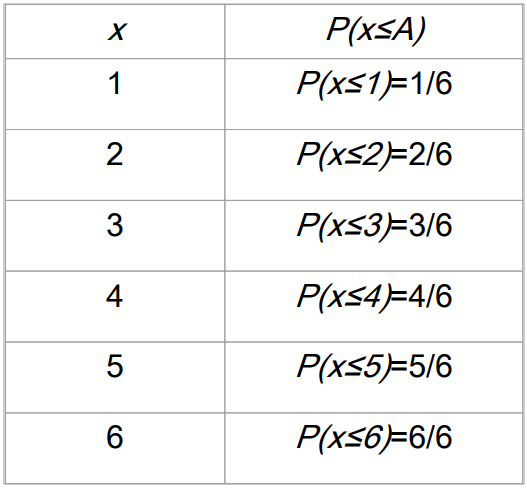 x P(x≤A)
1 P(x≤1)=1/6
2 P(x≤2)=2/6
3 P(x≤3)=3/6
4 P(x≤4)=4/6
5 P(x≤5)=5/6
6 P(x≤6)=6/6